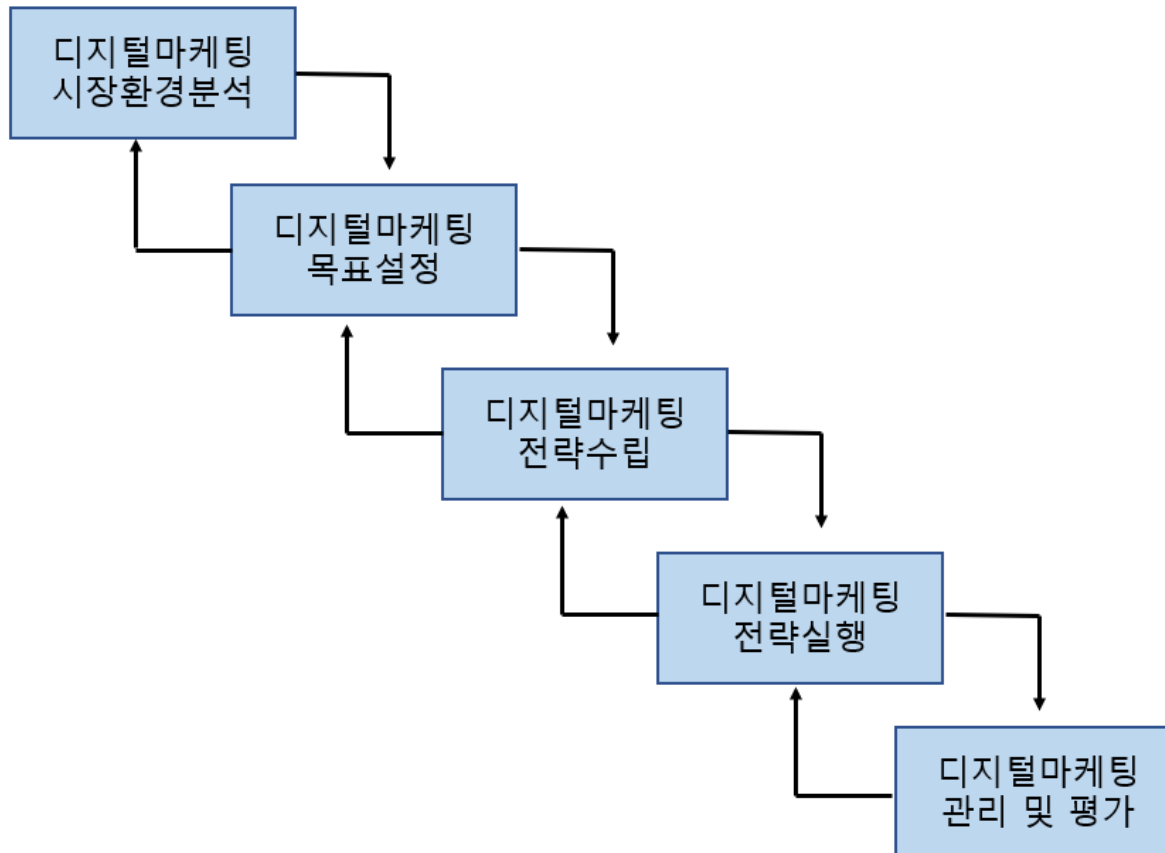 디지털마케팅
시장환경분석
디지털마케팅
목표설정
디지털마케팅
전략수립
디지털마케팅
전략실행
디지털마케팅
관리 및 평가